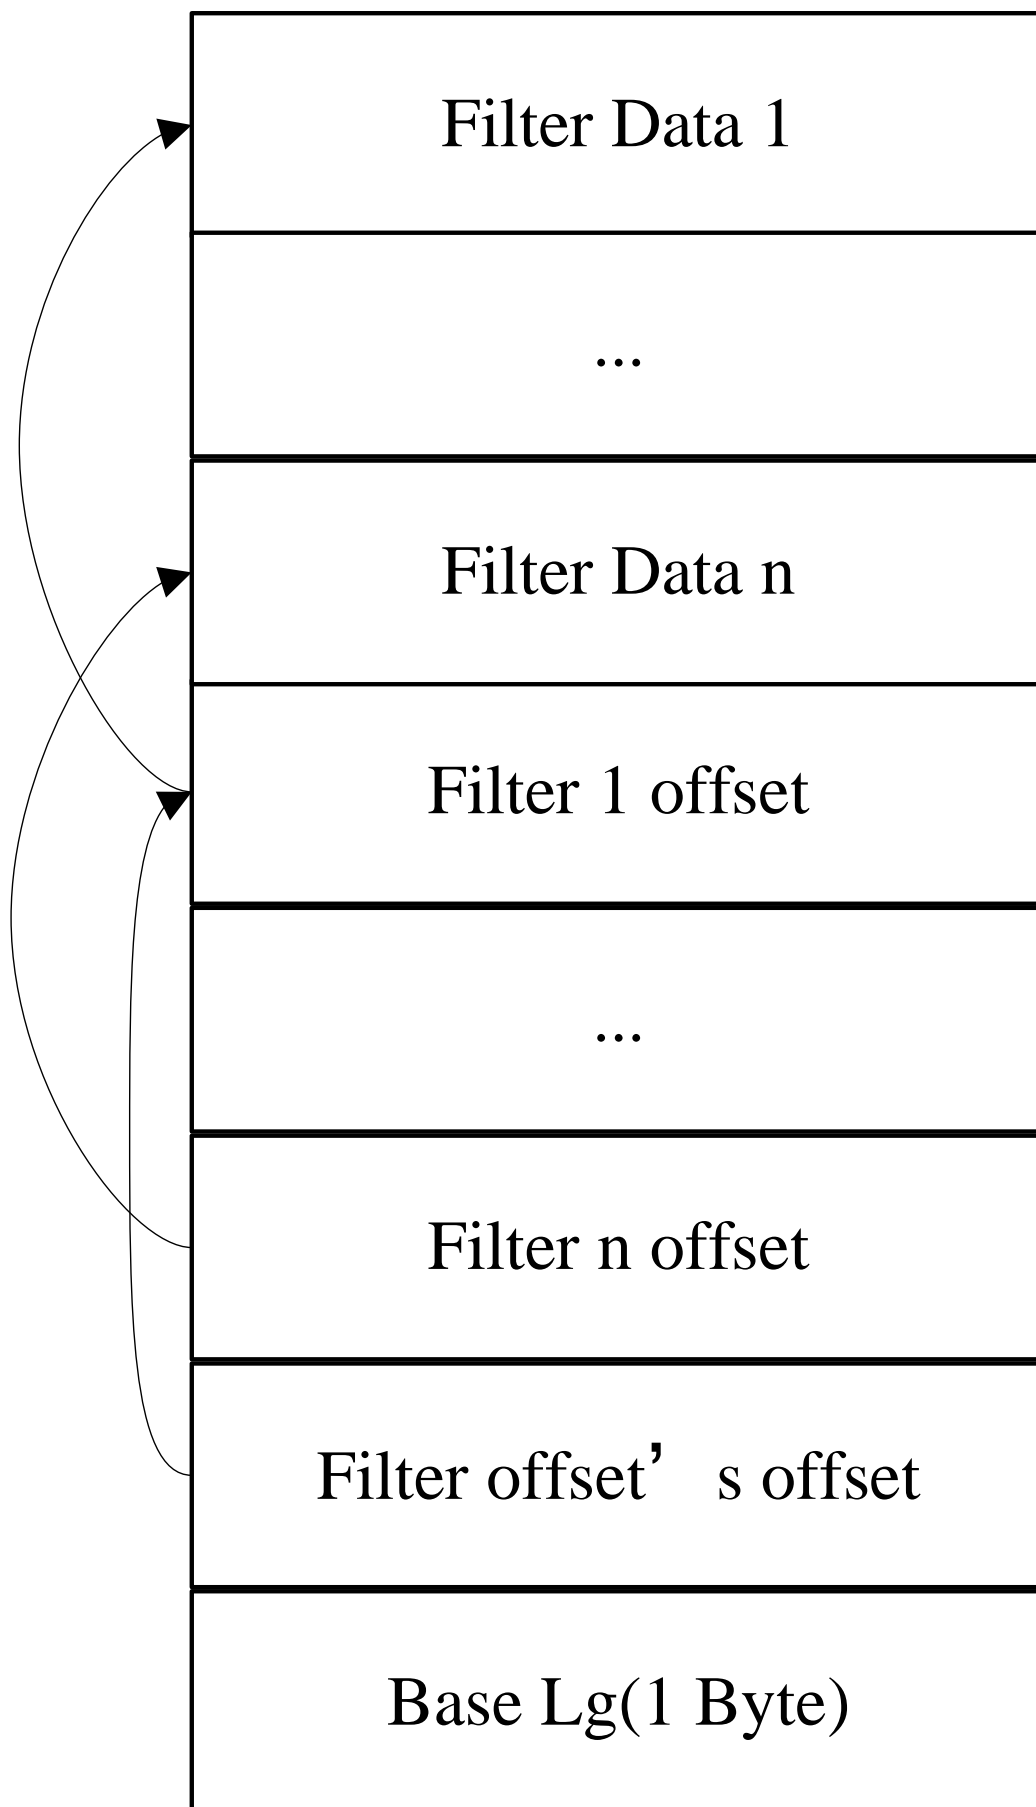 Filter Data 1
...
Filter Data n
Filter 1 offset
...
Filter n offset
Filter offset’ s offset
Base Lg(1 Byte)